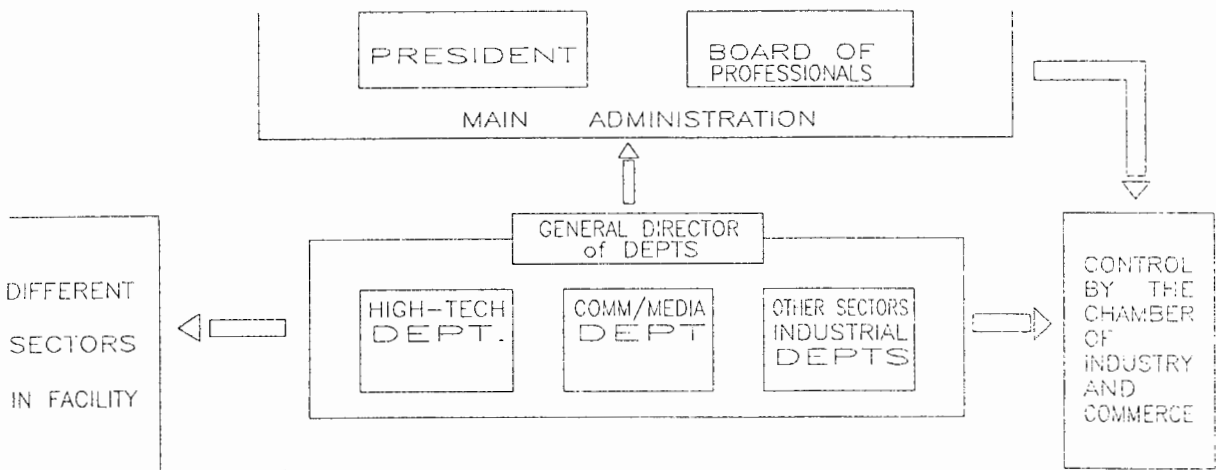 PRESIDENT
BOARD OF
PROFESSIONALS
MAIN ADMINISTRATION
GENERAL DIRECTOR
of DEPTS
DIFFERENT
SECTORS
IN FACILITY
HIGH-TECH
DEPT.
COMM/MEDIA
DEPT
OTHER SECTORS
INDUSTRIAL
DEPTS
CONTROL
BY THE
CHAMBER
OF
INDUSTRY
AND
COMMERCE